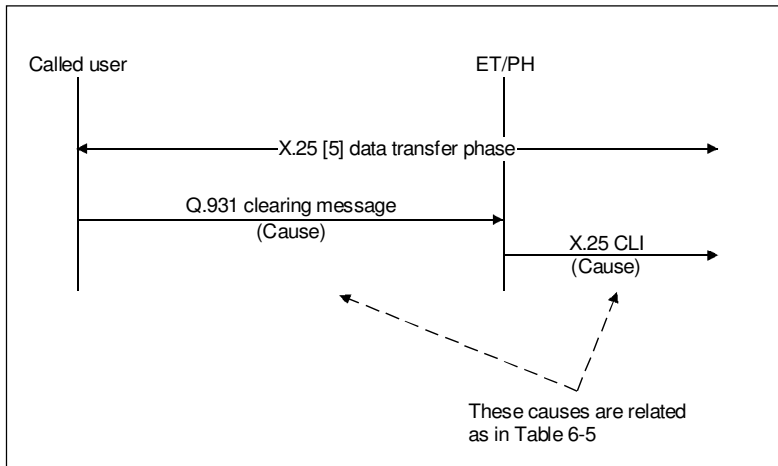 Called user
ET/PH
X.25 [5] data transfer phase
Q.931 clearing message
(Cause)
X.25 CLI
(Cause)
These causes are related
as in Table 6-5